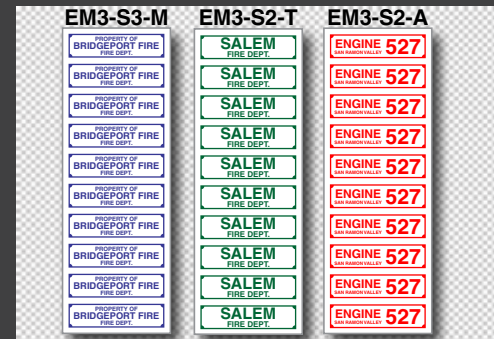 EM3-S3-M EM3-S2-T EM3-S2-A
PROPERTY OF
BRIDGEPORT FIRE
FIRE DEPT.
PROPERTY OF
BRIDGEPORT FIRE
FIRE DEPT.
PROPERTY OF
BRIDGEPORT FIRE
FIRE DEPT.
PROPERTY OF
BRIDGEPORT FIRE
FIRE DEPT.
PROPERTY OF
BRIDGEPORT FIRE
FIRE DEPT.
PROPERTY OF
BRIDGEPORT FIRE
FIRE DEPT.
PROPERTY OF
BRIDGEPORT FIRE
FIRE DEPT.
PROPERTY OF
BRIDGEPORT FIRE
FIRE DEPT.
PROPERTY OF
BRIDGEPORT FIRE
FIRE DEPT.
PROPERTY OF
BRIDGEPORT FIRE
FIRE DEPT.
SALEM
FIRE DEPT.
SALEM
FIRE DEPT.
SALEM
FIRE DEPT.
SALEM
FIRE DEPT.
SALEM
FIRE DEPT.
SALEM
FIRE DEPT.
SALEM
FIRE DEPT.
SALEM
FIRE DEPT.
SALEM
FIRE DEPT.
SALEM
FIRE DEPT.
ENGINE 527
SAN RAMON VALLEY
ENGINE 527
SAN RAMON VALLEY
ENGINE 527
SAN RAMON VALLEY
ENGINE 527
SAN RAMON VALLEY
ENGINE 527
SAN RAMON VALLEY
ENGINE 527
SAN RAMON VALLEY
ENGINE 527
SAN RAMON VALLEY
ENGINE 527
SAN RAMON VALLEY
ENGINE 527
SAN RAMON VALLEY
ENGINE 527
SAN RAMON VALLEY